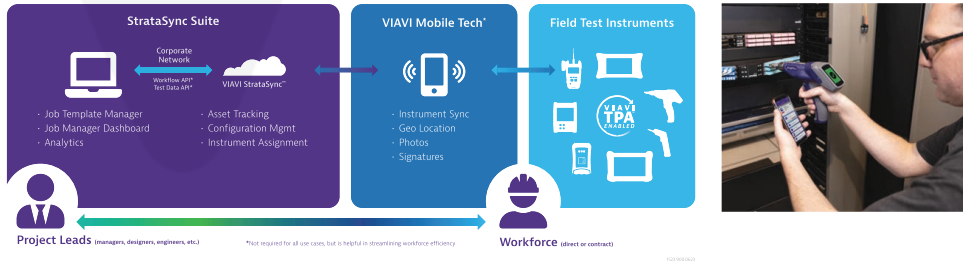 StrataSync Suite
Corporate
Network
Workflow API*
Test Data API*
VIAVI StrataSync™
· Job Template Manager
· Job Manager Dashboard
· Analytics
· Asset Tracking
· Configuration Mgmt
· Instrument Assignment
VIAVI Mobile Tech*
· Instrument Sync
· Geo Location
· Photos
· Signatures
Field Test Instruments
VIAVI
TPA
ENABLED
Project Leads (managers, designers, engineers, etc.)
*Not required for all use cases, but is helpful in streamlining workforce efficiency
Workforce (direct or contract)